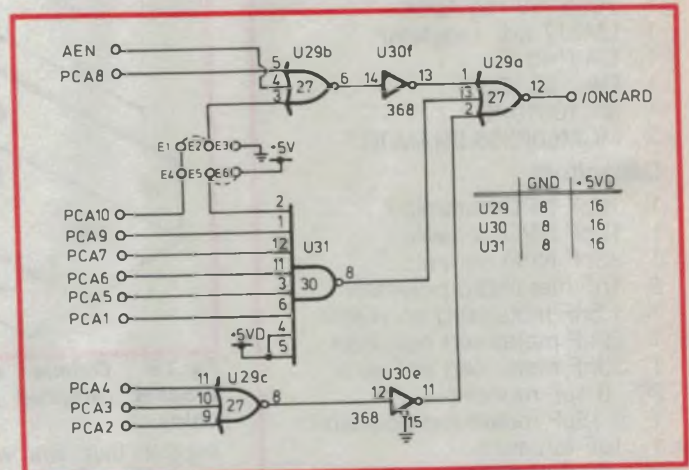 AEN
PCA8
U29b
5
4
3
27
6
U30f
14
13
368
U29a
1
13
2
27
12
/ONCARD
E1
E2
E3
+5V
E4
E5
E6
PCA10
PCA9
PCA7
PCA6
PCA5
PCA1
2
1
12
11
3
6
4
5
+5VD
U31
30
8
GND +5VD
U29 8 16
U30 8 16
U31 8 16
PCA4
PCA3
PCA2
11
10
9
U29c
27
8
U30e
12
11
368
15